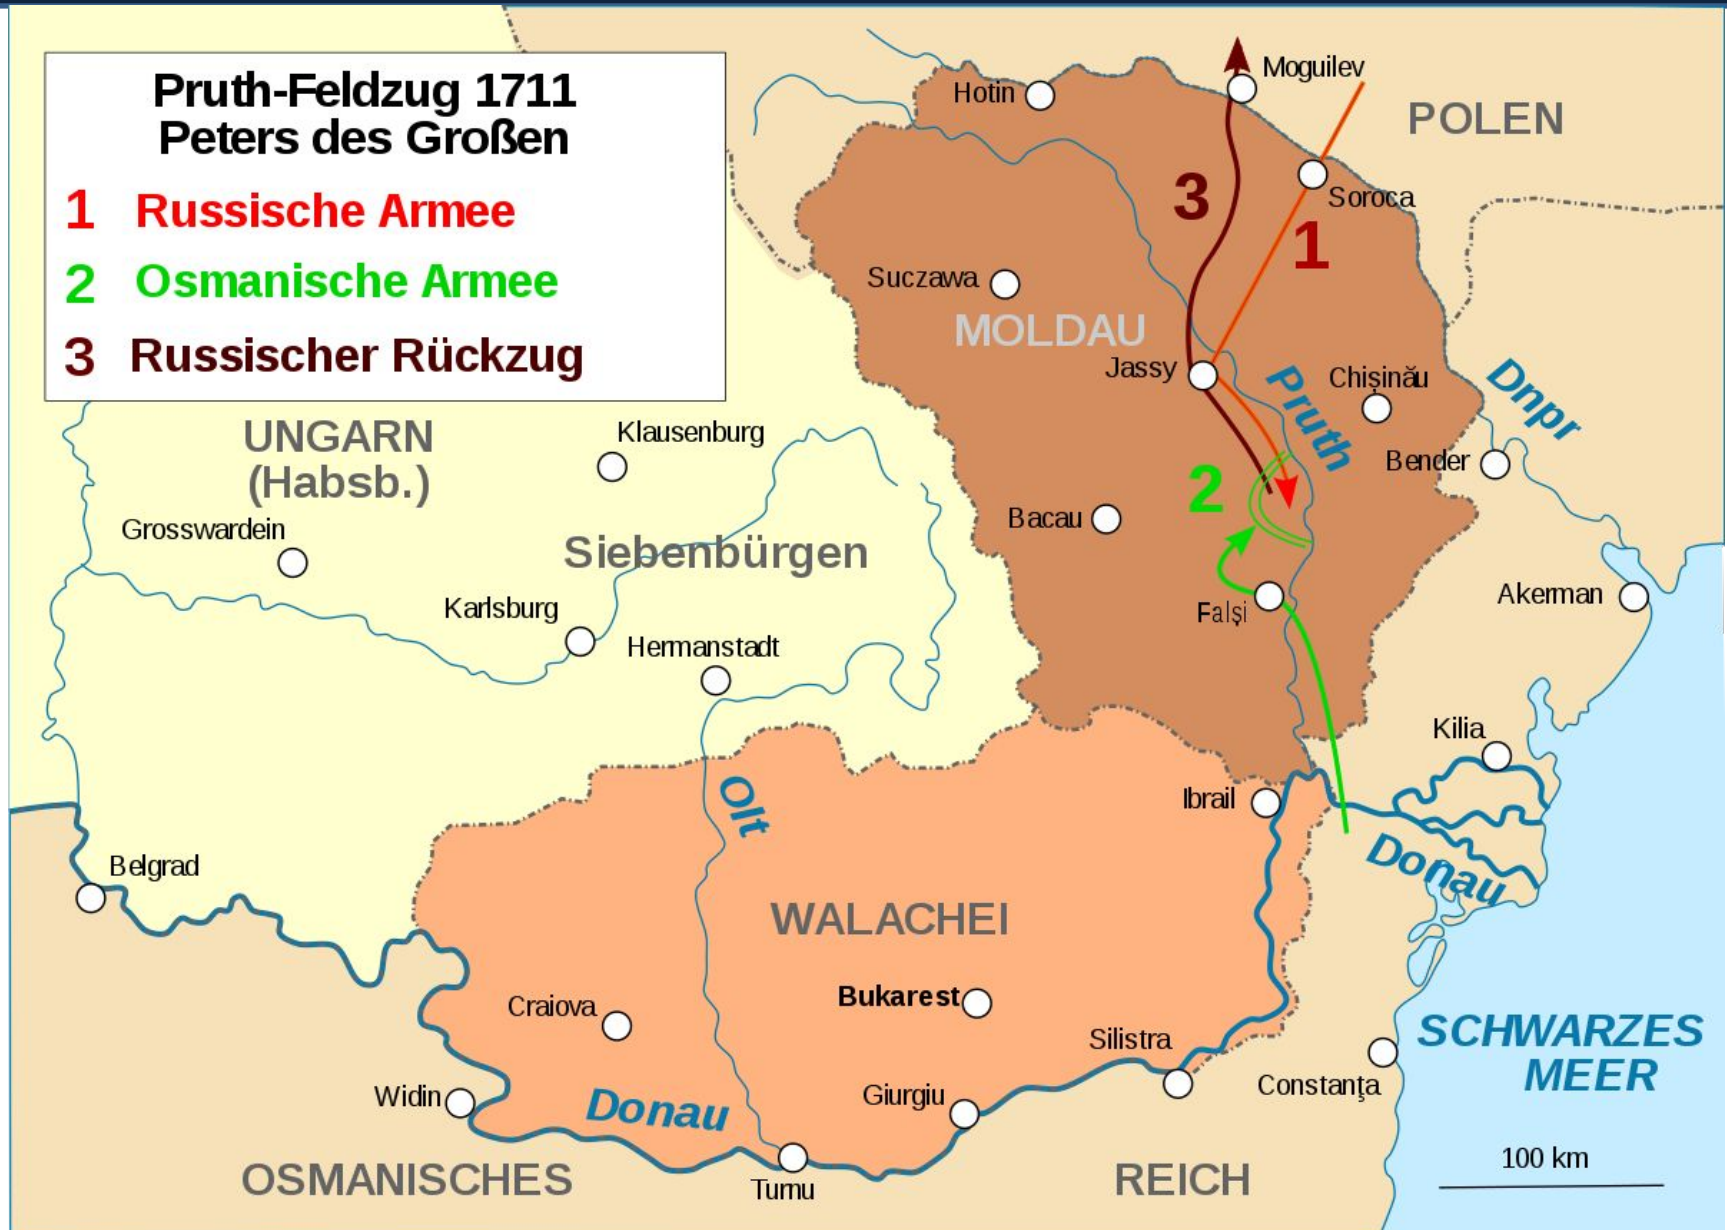 Pruth-Feldzug 1711
Peters des Großen
1 Russische Armee
2 Osmanische Armee
3 Russischer Rückzug
Moguilev
Hotin
POLEN
3
Soroca
1
Suczawa
MOLDAU
Jassy
Pruth
Chişinău
Dnpr
UNGARN
(Habsb.)
Klausenburg
Bender
2
Bacau
Grosswardein
Siebenbürgen
Akerman
Karlsburg
Falşi
Hermanstadt
Kilia
Ibrail
Olt
Donau
Belgrad
WALACHEI
Bukarest
Craiova
SCHWARZES
MEER
Silistra
Constanţa
Widin
Giurgiu
Donau
100 km
OSMANISCHES
REICH
Turnu